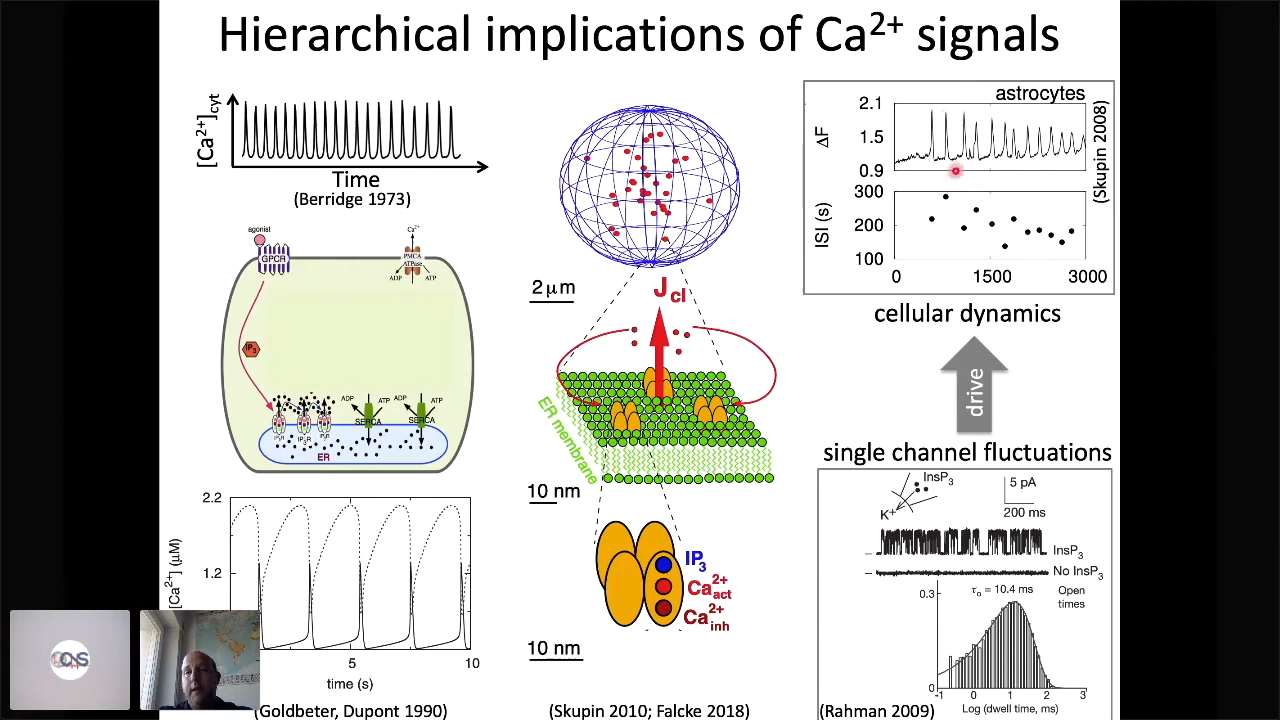 Hierarchical implications of Ca2+ signals
[Ca2+]cyt
Time
(Berridge 1973)
agonist
GPCR
Ca2+
PMCA
ATPase
ADP
ATP
IP3
ADP
ATP
ADP
ATP
SERCA
SERCA
IP3R
IP3R
IP3R
ER
2.2
1.2
[Ca2+] (μM)
5
10
time (s)
(Goldbeter, Dupont 1990)
2 μm
Jcl
ER membrane
10 nm
IP3
Ca2+act
Ca2+inh
10 nm
(Skupin 2010; Falcke 2018)
astrocytes
2.1
1.5
0.9
ΔF
(Skupin 2008)
300
200
100
ISI (s)
0
1500
3000
cellular dynamics
drive
single channel fluctuations
InsP3
K+
5 pA
200 ms
InsP3
No InsP3
0.3
τo = 10.4 ms
Open
times
0
-1
0
1
2
3
Log (dwell time, ms)
(Rahman 2009)